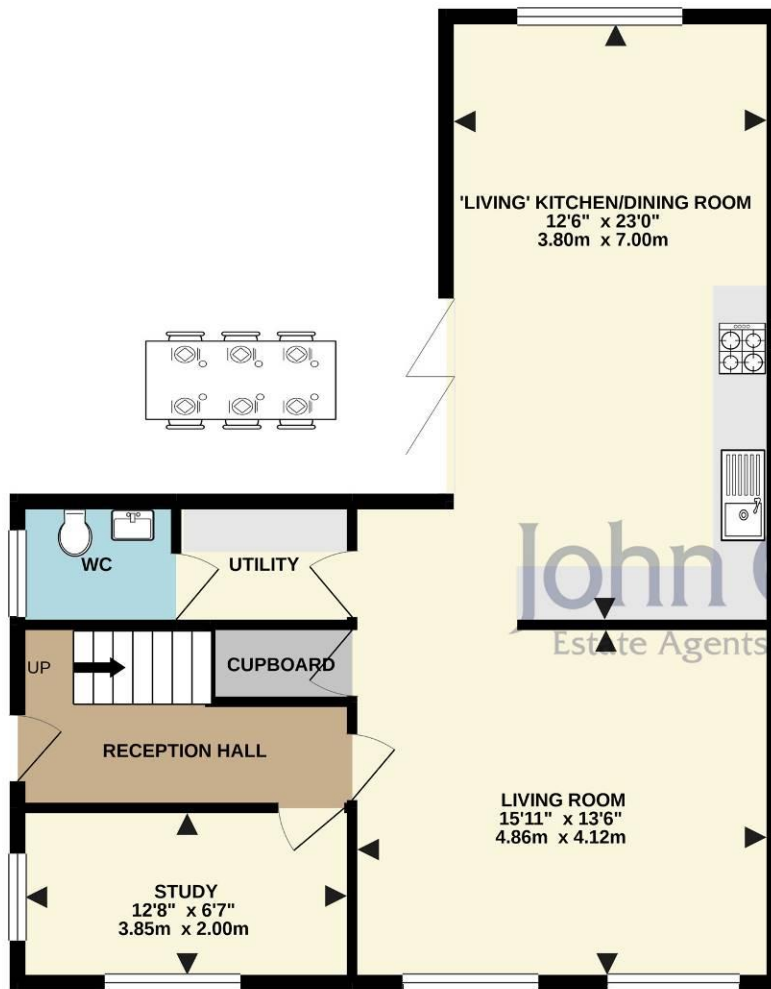 'LIVING' KITCHEN/DINING ROOM
12'6" x 23'0"
3.80m x 7.00m
WC
UTILITY
John
Estate Agents
UP
CUPBOARD
RECEPTION HALL
LIVING ROOM
15'11" x 13'6"
4.86m x 4.12m
STUDY
12'8" x 6'7"
3.85m x 2.00m